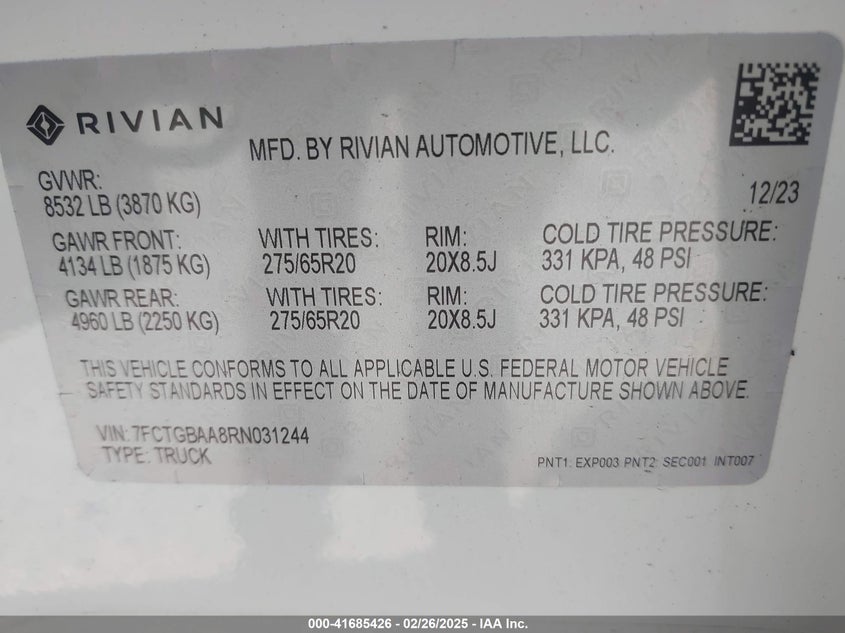 RIVIAN
MFD. BY RIVIAN AUTOMOTIVE, LLC.
GVWR:
8532 LB (3870 KG)
12/23
GAWR FRONT: WITH TIRES: RIM: COLD TIRE PRESSURE:
4134 LB (1875 KG) 275/65R20 20X8.5J 331 KPA, 48 PSI
GAWR REAR: WITH TIRES: RIM: COLD TIRE PRESSURE:
4960 LB (2250 KG) 275/65R20 20X8.5J 331 KPA, 48 PSI
THIS VEHICLE CONFORMS TO ALL APPLICABLE U.S. FEDERAL MOTOR VEHICLE
SAFETY STANDARDS IN EFFECT ON THE DATE OF MANUFACTURE SHOWN ABOVE.
VIN: 7FCTGBAA8RN031244
TYPE: TRUCK
PNT1: EXP003 PNT2: SEC001 INT007
000-41685426 - 02/26/2025 - IAA Inc.